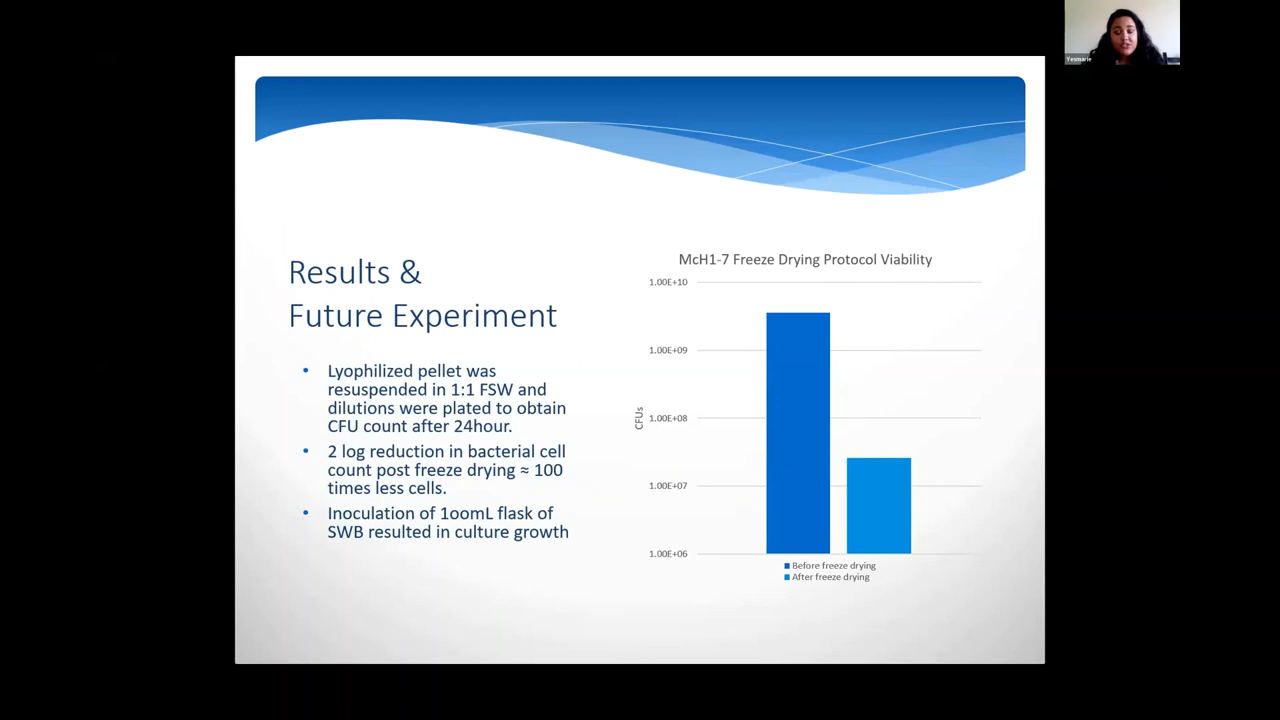 Yesmarie
Results &
Future Experiment
• Lyophilized pellet was
resuspended in 1:1 FSW and
dilutions were plated to obtain
CFU count after 24hour.
• 2 log reduction in bacterial cell
count post freeze drying ≈ 100
times less cells.
• Inoculation of 1oomL flask of
SWB resulted in culture growth
McH1-7 Freeze Drying Protocol Viability
1.00E+10
1.00E+09
1.00E+08
1.00E+07
1.00E+06
CFUs
Before freeze drying
After freeze drying